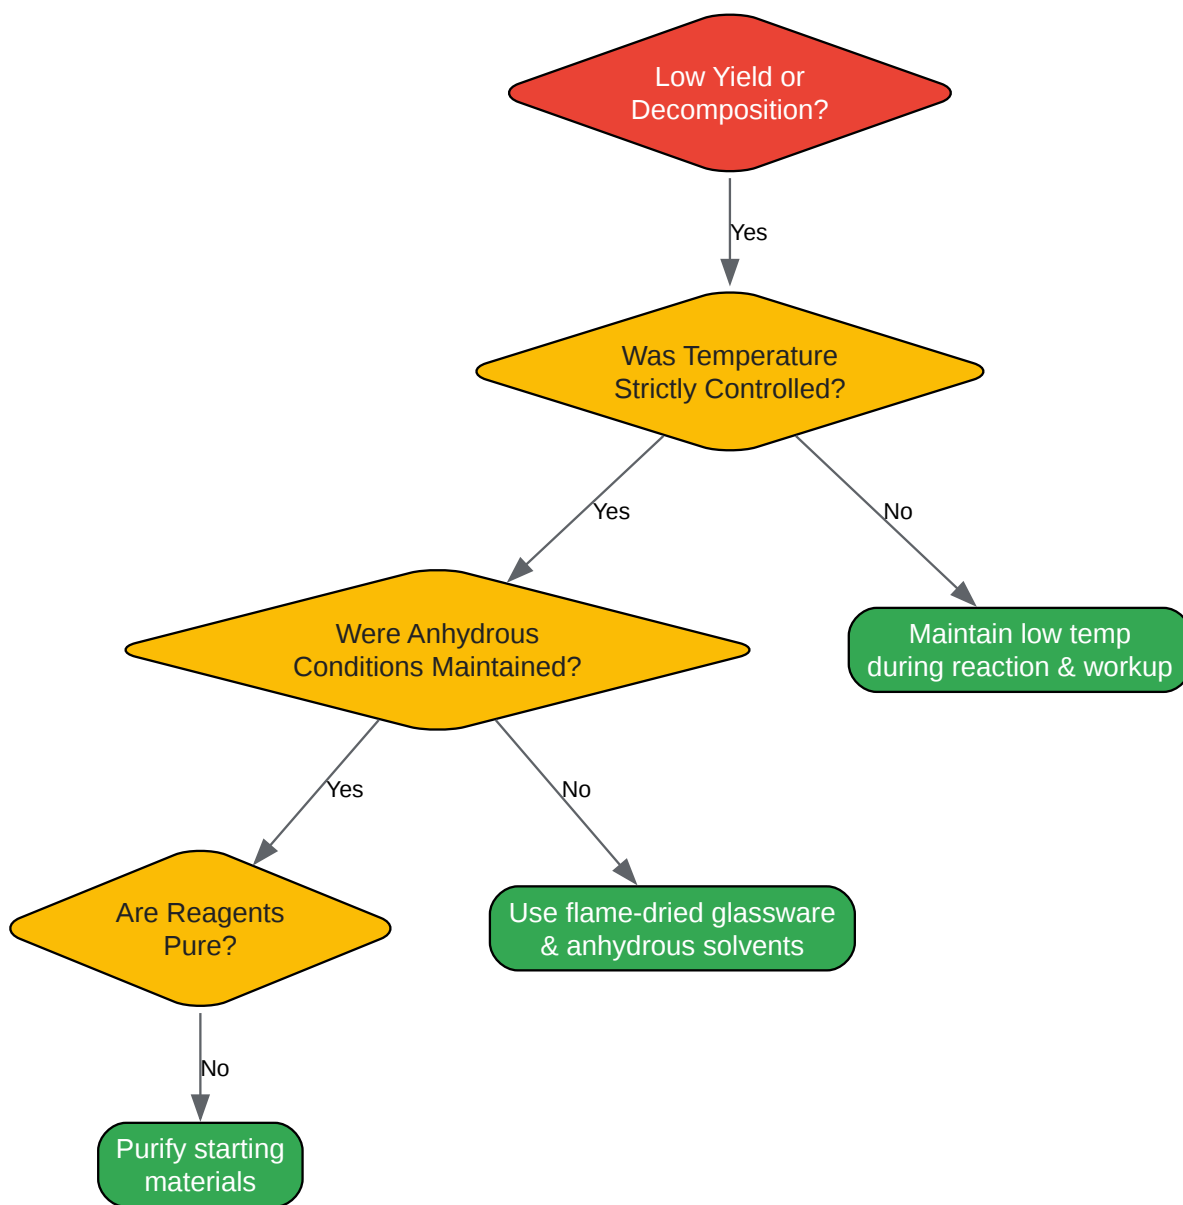 Low Yield or
Decomposition?
Yes
Was Temperature
Strictly Controlled?
Yes
No
Were Anhydrous
Conditions Maintained?
Maintain low temp
during reaction & workup
Yes
No
Are Reagents
Pure?
Use flame-dried glassware
& anhydrous solvents
No
Purify starting
materials